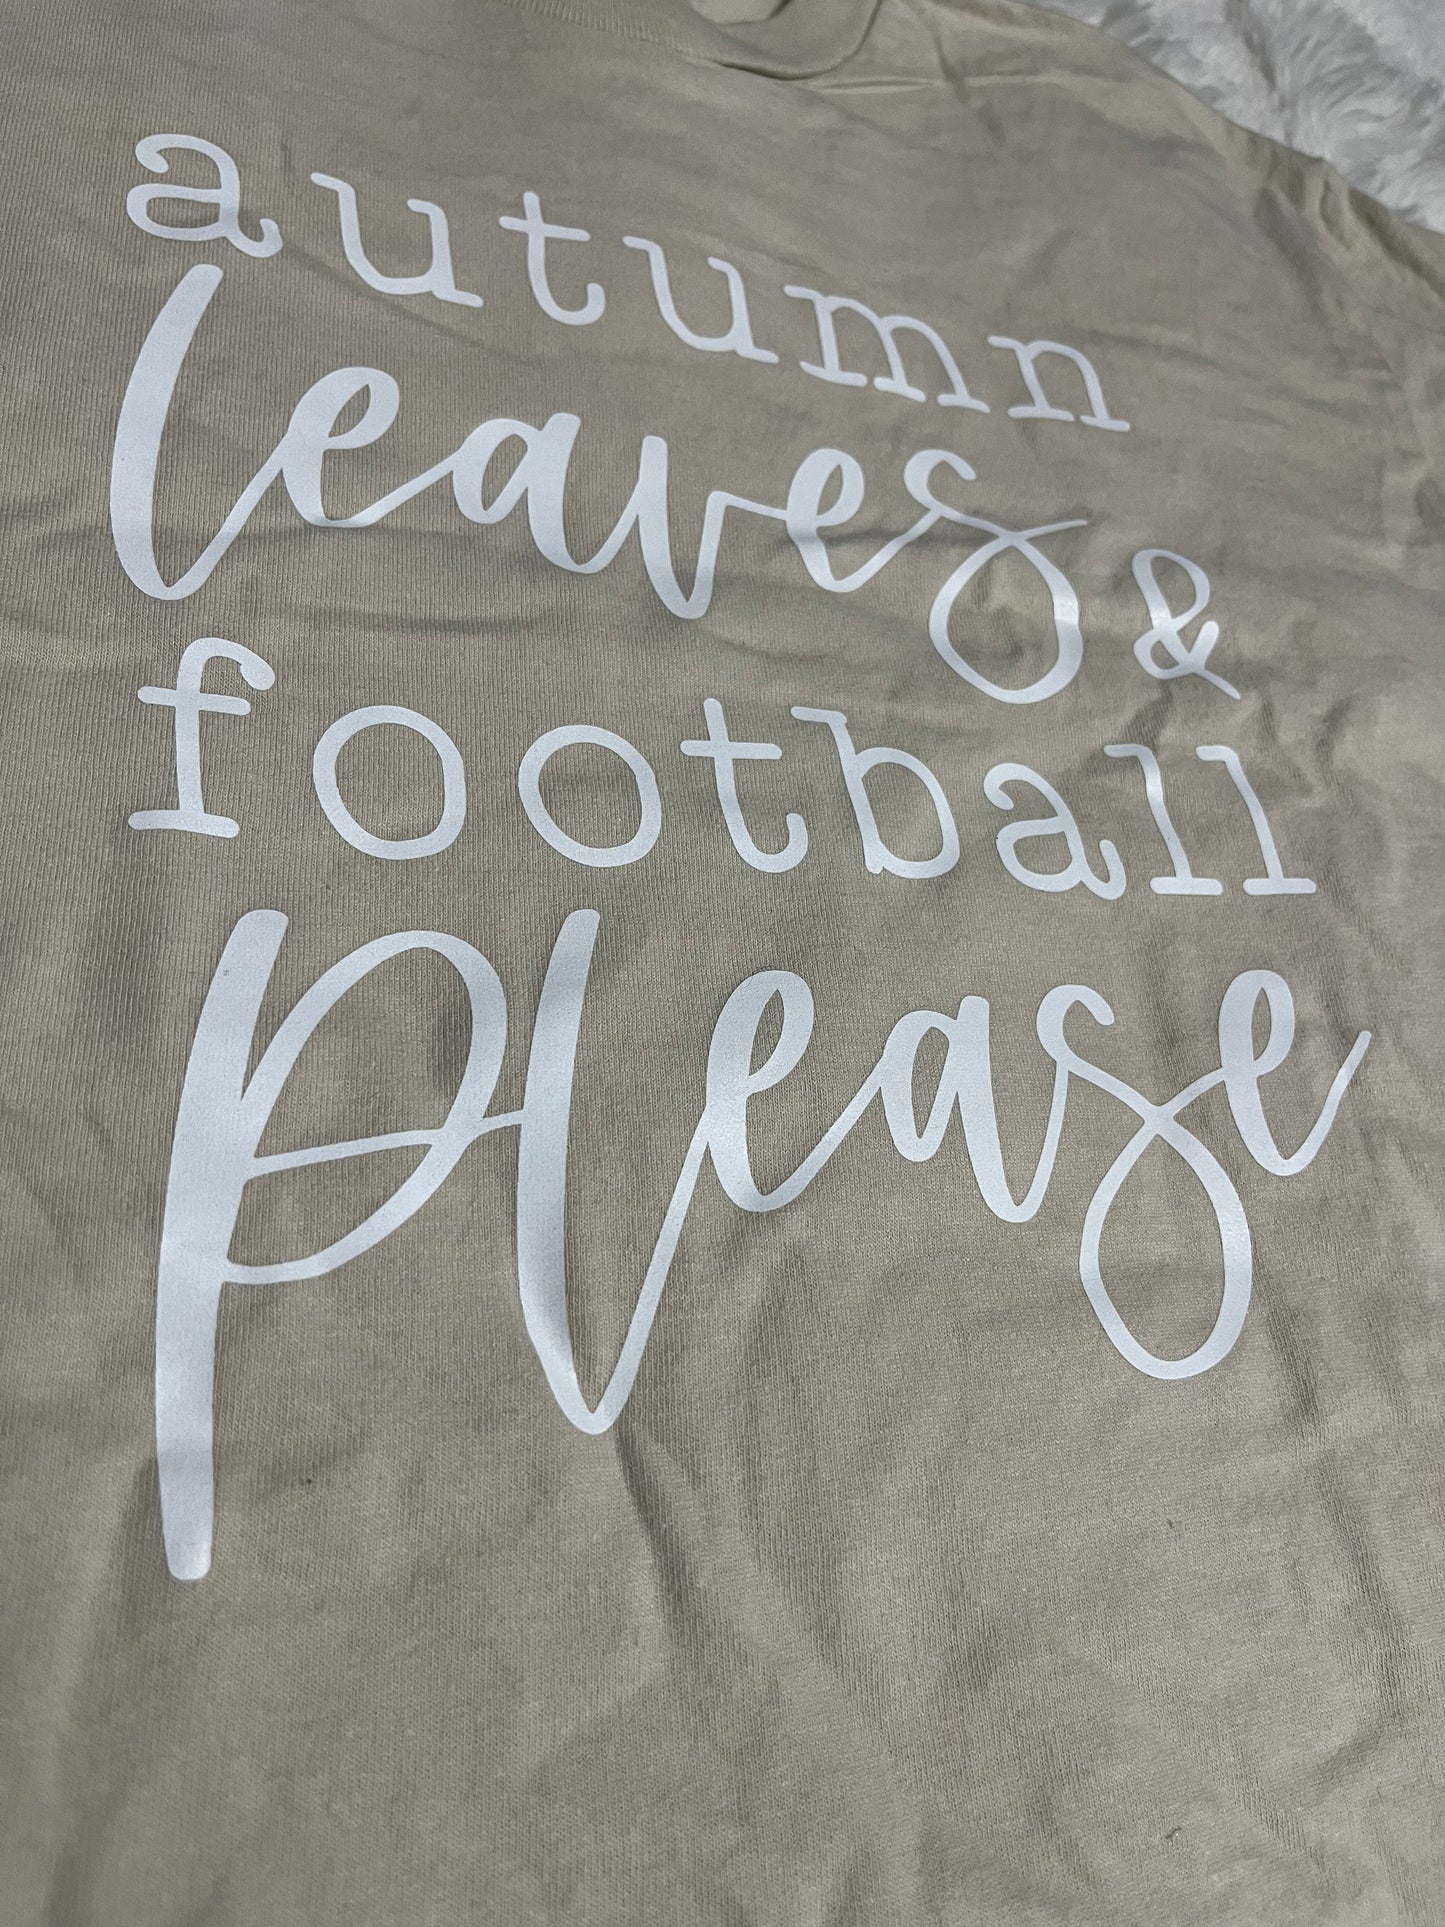 autumn
leaves &
football
please